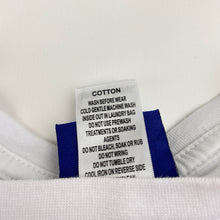 COTTON
WASH BEFORE WEAR
COLD GENTLE MACHINE WASH
INSIDE OUT IN LAUNDRY BAG
DO NOT USE PREWASH
TREATMENTS OR SOAKING
AGENTS
DO NOT BLEACH, SOAK OR RUB
DO NOT WRING
DO NOT TUMBLE DRY
COOL IRON ON REVERSE SIDE